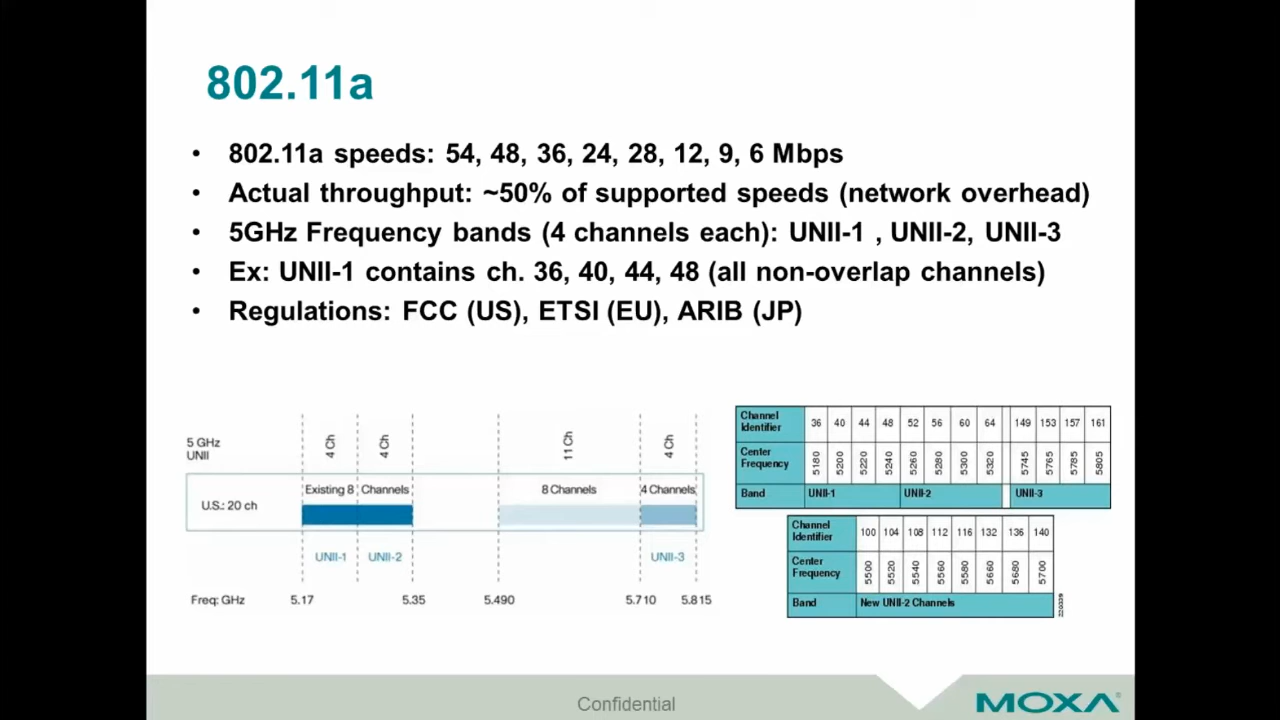 802.11a
• 802.11a speeds: 54, 48, 36, 24, 28, 12, 9, 6 Mbps
• Actual throughput: ~50% of supported speeds (network overhead)
• 5GHz Frequency bands (4 channels each): UNII-1 , UNII-2, UNII-3
• Ex: UNII-1 contains ch. 36, 40, 44, 48 (all non-overlap channels)
• Regulations: FCC (US), ETSI (EU), ARIB (JP)
5 GHz
UNII
4 Ch 4 Ch 11 Ch 4 Ch
U.S.: 20 ch
Existing 8 Channels 8 Channels 4 Channels
UNII-1 UNII-2 UNII-3
Freq: GHz 5.17 5.35 5.490 5.710 5.815
Channel Identifier 36 40 44 48 52 56 60 64 149 153 157 161
Center Frequency 5180 5200 5220 5240 5260 5280 5300 5320 5745 5765 5785 5805
Band UNII-1 UNII-2 UNII-3
Channel Identifier 100 104 108 112 116 132 136 140
Center Frequency 5500 5520 5540 5560 5580 5660 5680 5700
Band New UNII-2 Channels
Confidential
MOXA®